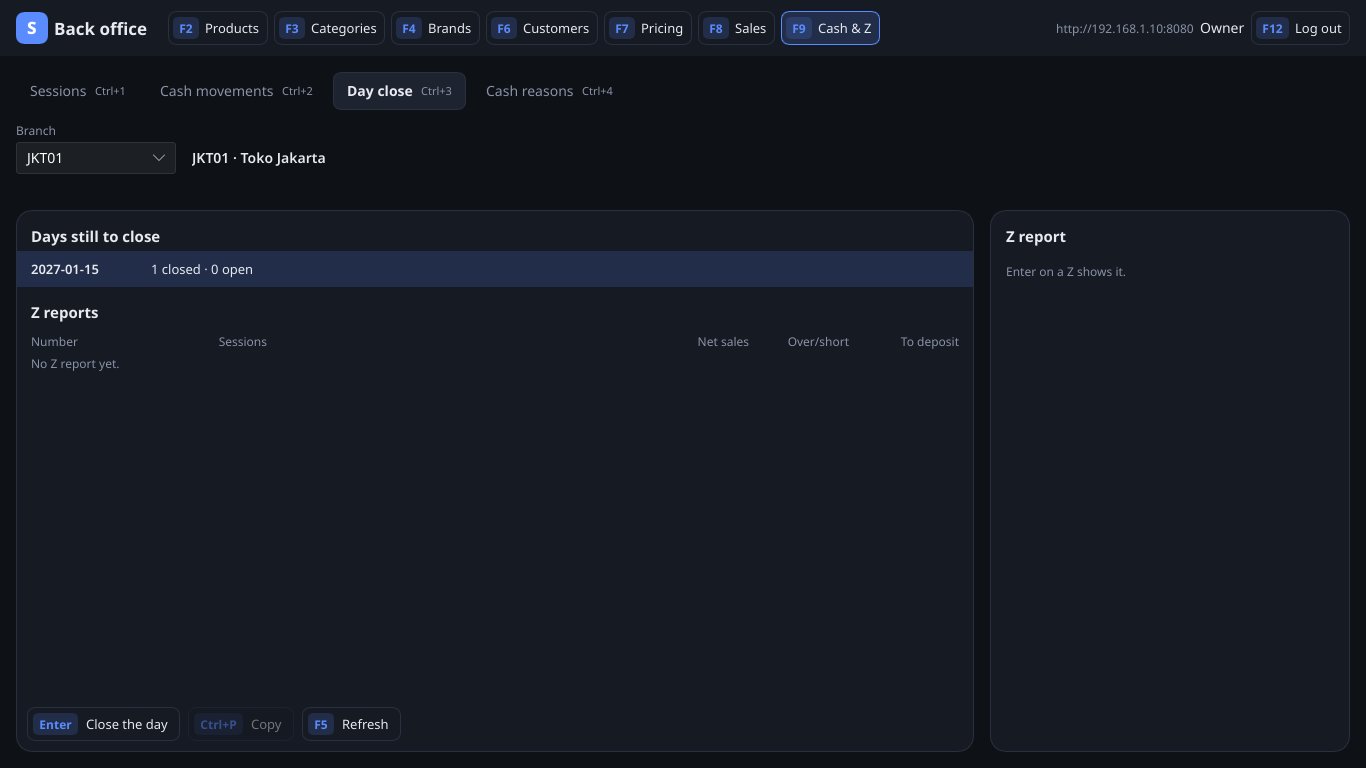 S Back office F2 Products F3 Categories F4 Brands F6 Customers F7 Pricing F8 Sales F9 Cash & Z http://192.168.1.10:8080 Owner F12 Log out
Sessions Ctrl+1 Cash movements Ctrl+2 Day close Ctrl+3 Cash reasons Ctrl+4
Branch
JKT01 JKT01 · Toko Jakarta
Days still to close
2027-01-15 1 closed · 0 open
Z reports
Number Sessions Net sales Over/short To deposit
No Z report yet.
Enter Close the day Ctrl+P Copy F5 Refresh
Z report
Enter on a Z shows it.